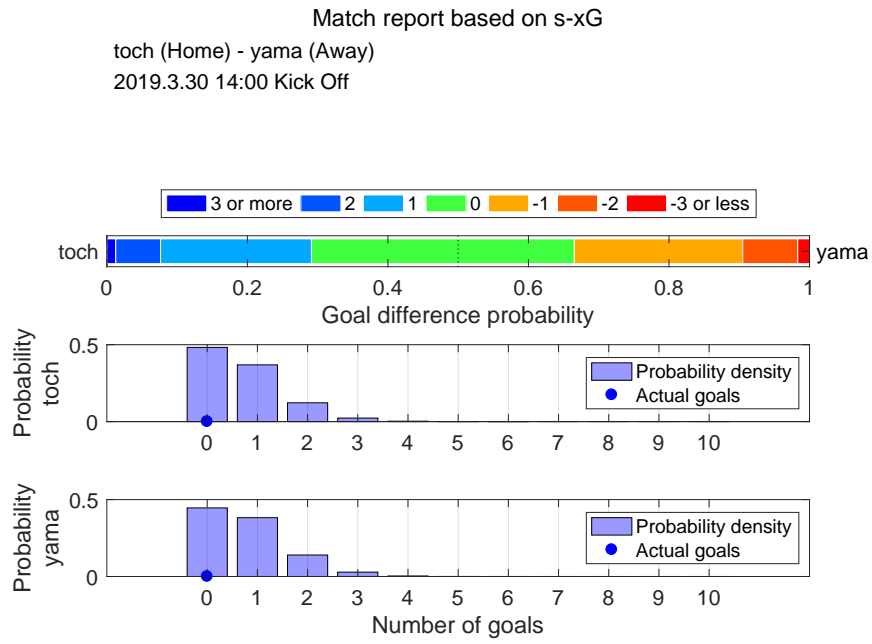 Match report based on s-xG
toch (Home) - yama (Away)
2019.3.30 14:00 Kick Off
3 or more 2 1 0 -1 -2 -3 or less
toch yama
0 0.2 0.4 0.6 0.8 1
Goal difference probability
Probability
toch
0.5
0
Probability density
Actual goals
0 1 2 3 4 5 6 7 8 9 10
Probability
yama
0.5
0
Probability density
Actual goals
0 1 2 3 4 5 6 7 8 9 10
Number of goals